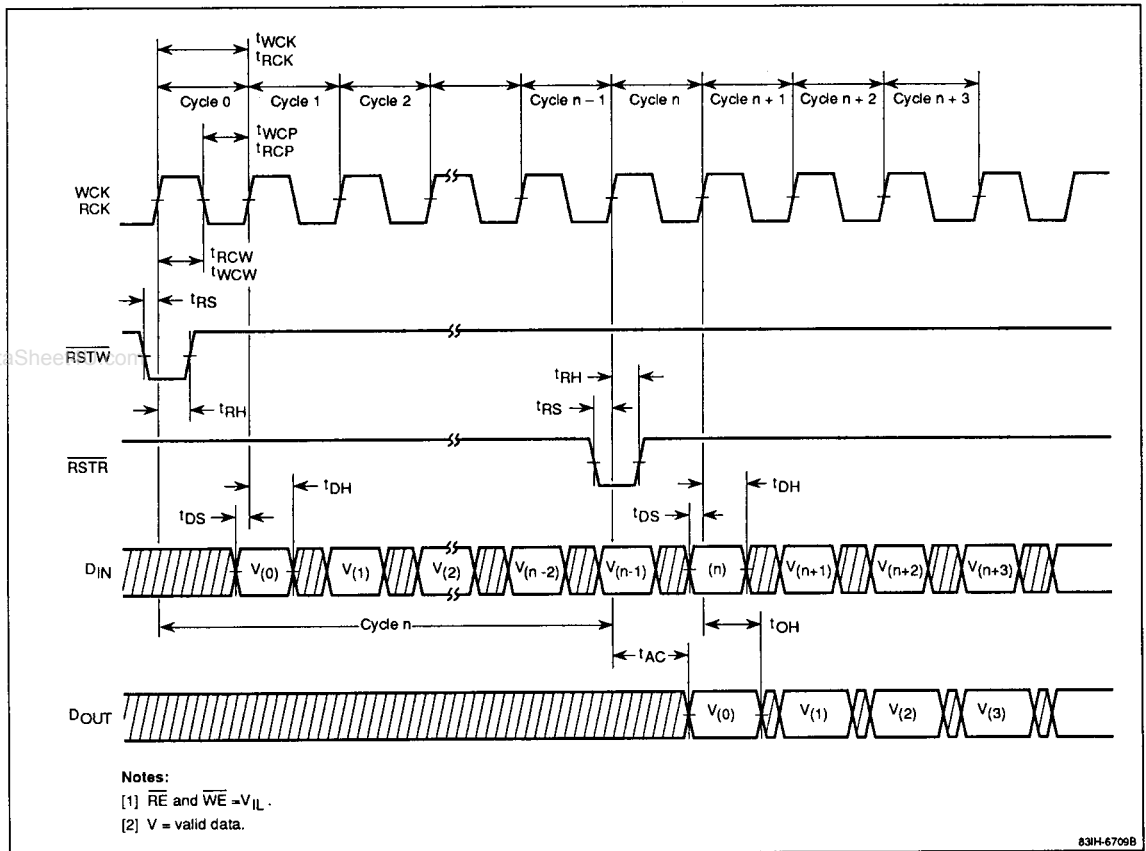 tWCK
tRCK
Cycle 0 Cycle 1 Cycle 2 Cycle n – 1 Cycle n Cycle n + 1 Cycle n + 2 Cycle n + 3
tWCP
tRCP
WCK
RCK
tRCW
tWCW
tRS
RSTW
tRH
tRH
tRS
RSTR
tDH
tDH
tDS
tDS
DIN V(0) V(1) V(2) V(n -2) V(n-1) (n) V(n+1) V(n+2) V(n+3)
Cycle n
tOH
tAC
DOUT V(0) V(1) V(2) V(3)
Notes:
[1] RE and WE =VIL .
[2] V = valid data.
83IH-6709B